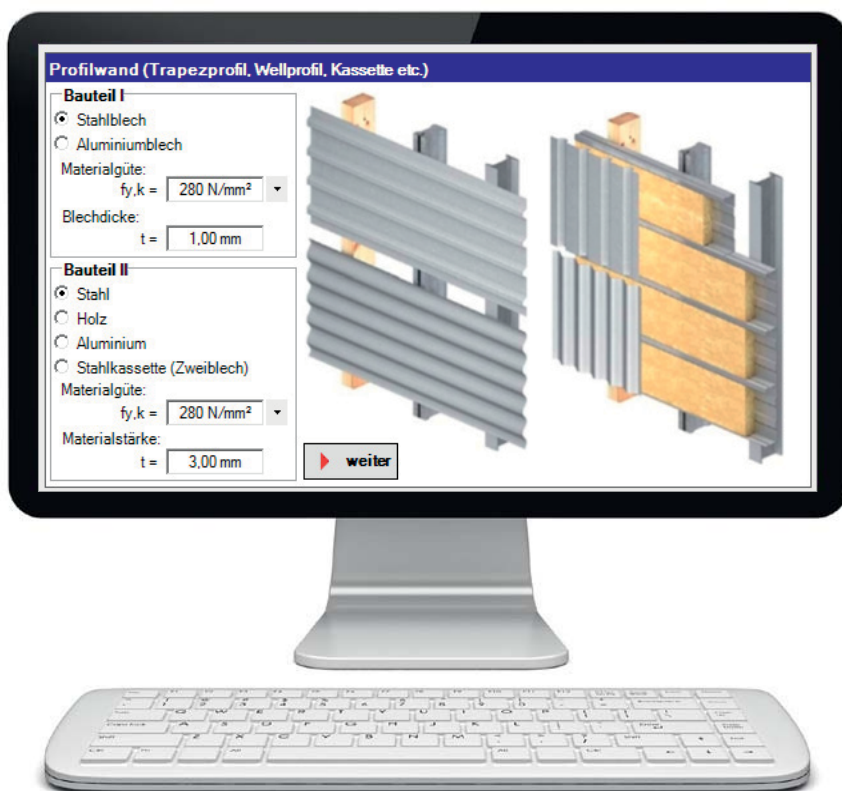 Profilwand (Trapezprofil, Wellprofil, Kassette etc.)
Bauteil I
Stahlblech
Aluminiumblech
Materialgüte:
fy,k = 280 N/mm²
Blechdicke:
t = 1,00 mm
Bauteil II
Stahl
Holz
Aluminium
Stahlkassette (Zweiblech)
Materialgüte:
fy,k = 280 N/mm²
Materialstärke:
t = 3,00 mm
weiter